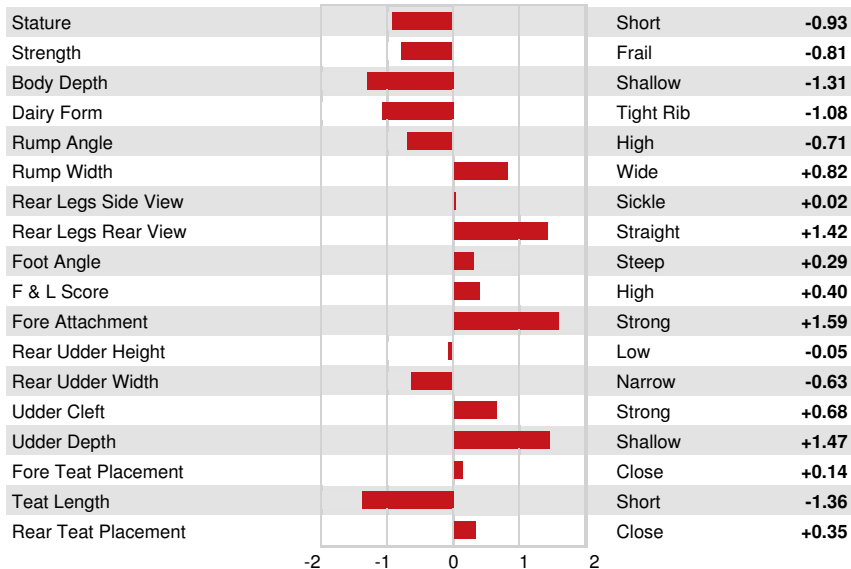 Stature Short -0.93
Strength Frail -0.81
Body Depth Shallow -1.31
Dairy Form Tight Rib -1.08
Rump Angle High -0.71
Rump Width Wide +0.82
Rear Legs Side View Sickle +0.02
Rear Legs Rear View Straight +1.42
Foot Angle Steep +0.29
F & L Score High +0.40
Fore Attachment Strong +1.59
Rear Udder Height Low -0.05
Rear Udder Width Narrow -0.63
Udder Cleft Strong +0.68
Udder Depth Shallow +1.47
Fore Teat Placement Close +0.14
Teat Length Short -1.36
Rear Teat Placement Close +0.35
-2 -1 0 1 2